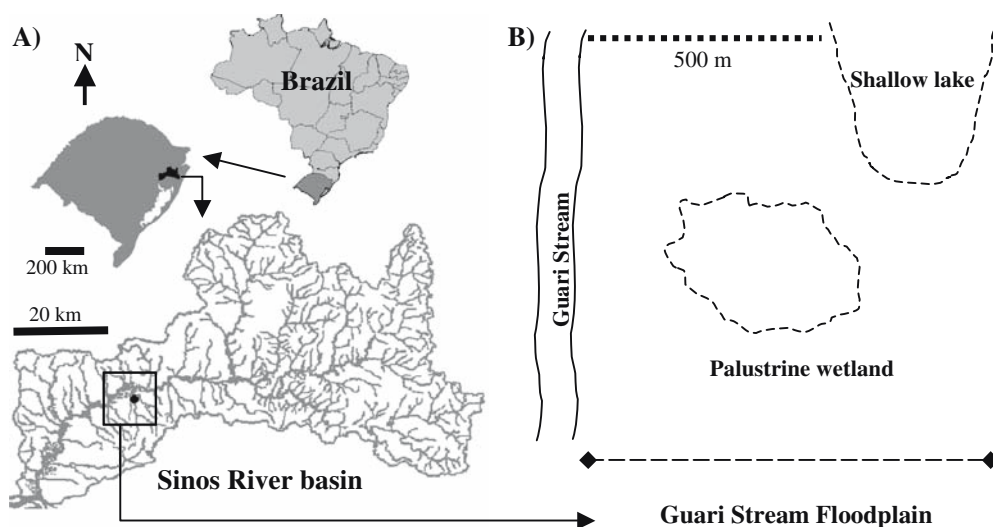 A)
N
Brazil
200 km
20 km
Sinos River basin
B)
500 m
Shallow lake
Guari Stream
Palustrine wetland
Guari Stream Floodplain